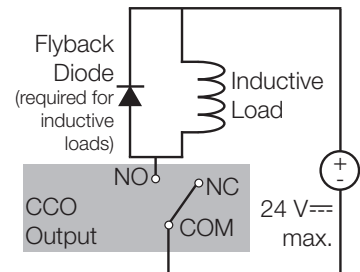 Flyback
Diode
(required for
inductive
loads)
Inductive
Load
NO
NC
CCO
Output
COM
+
-
24 V⎓
max.